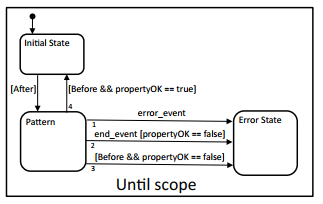 Initial State
[After]
[Before && propertyOK == true]
4
Pattern
error_event
1
end_event [propertyOK == false]
2
[Before && propertyOK == false]
3
Error State
Until scope